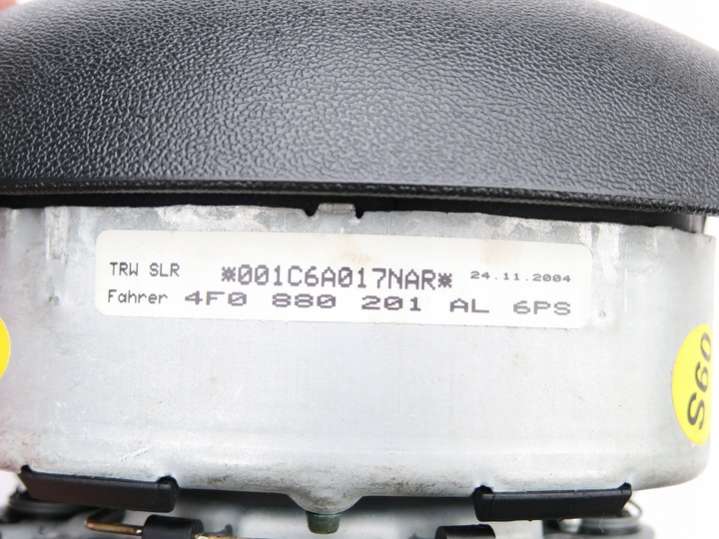 TRW SLR *001C6A017NAR* 24.11.2004
Fahrer 4F0 880 201 AL 6PS
S60